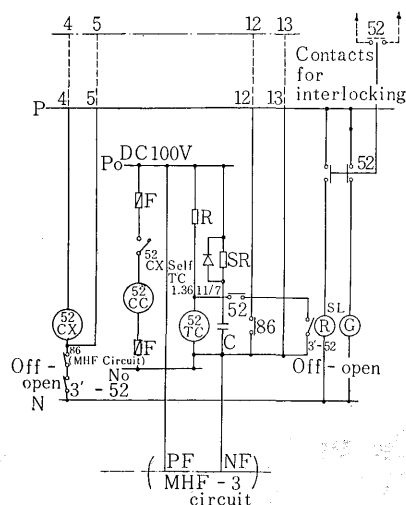 4 5 12 13
52
Contacts
for
interlocking
4 5 12 13
P
Po DC100V
F
52
R
52
CX
Self
TC
1.36 11/7
SR
52
CC
52
CX
52
TC
52
86
C
3'-52
SL
R G
F
86
(MHF Circuit)
Off-
open
No
Off-open
3'-52
N
PF NF
MHF-3
circuit